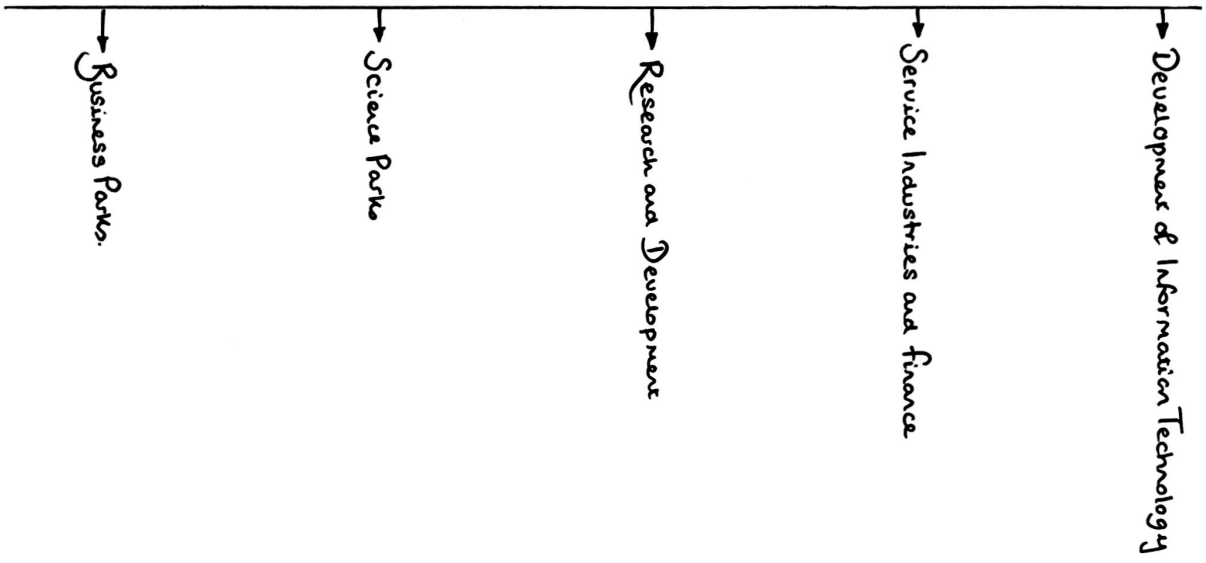 Development of Information Technology
Service Industries and finance
Research and Development
Science Parks
Business Parks.